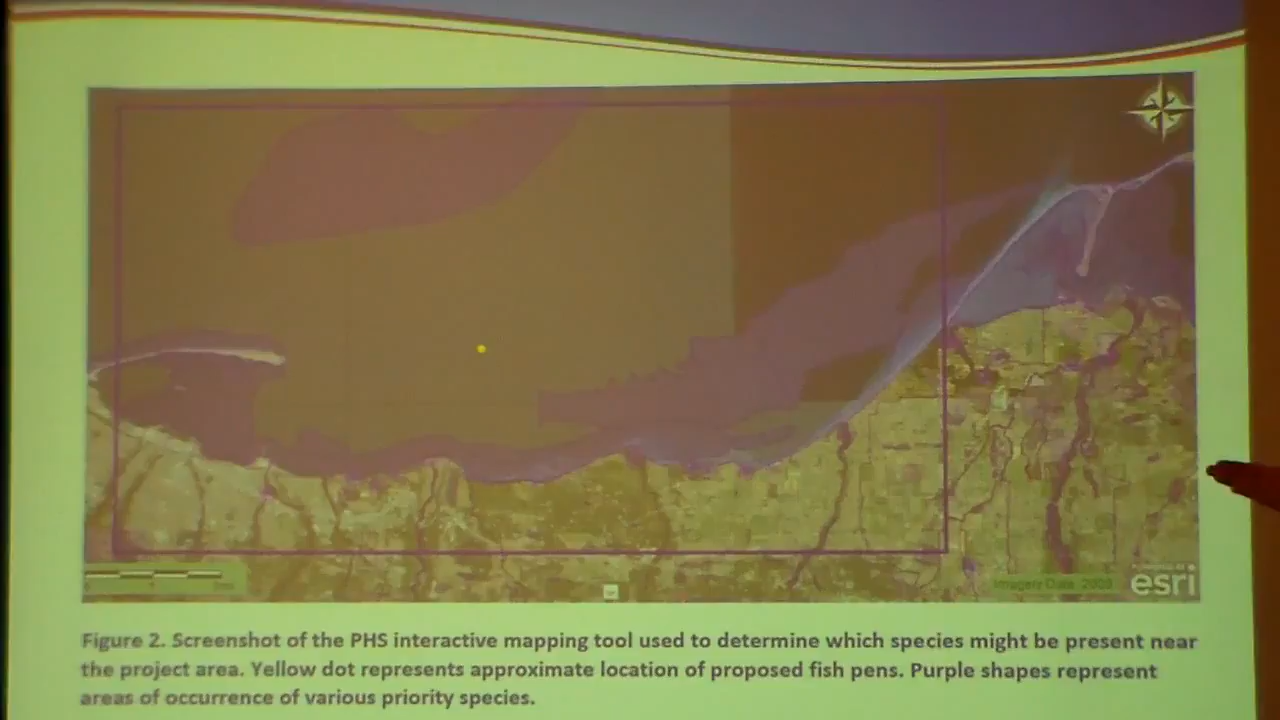 Imagery Date: 2009
POWERED BY
esri
Figure 2. Screenshot of the PHS interactive mapping tool used to determine which species might be present near
the project area. Yellow dot represents approximate location of proposed fish pens. Purple shapes represent
areas of occurrence of various priority species.